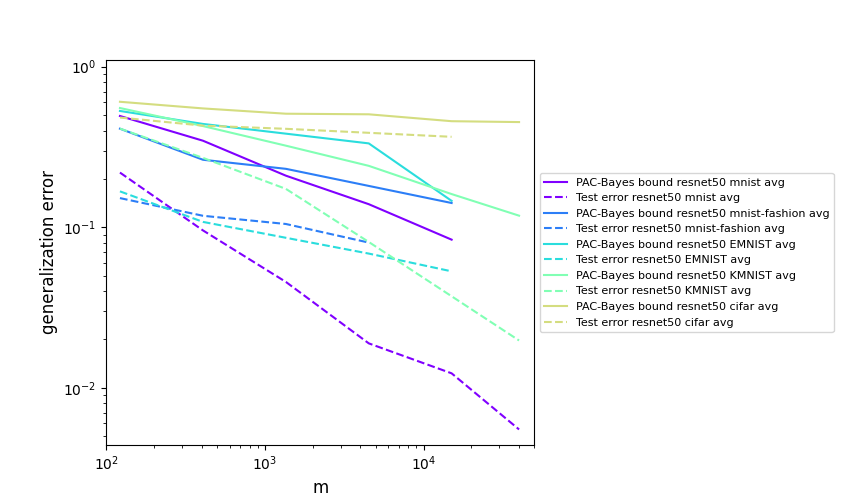 10⁰
10⁻¹
10⁻²
generalization error
10²
10³
10⁴
m
PAC-Bayes bound resnet50 mnist avg
Test error resnet50 mnist avg
PAC-Bayes bound resnet50 mnist-fashion avg
Test error resnet50 mnist-fashion avg
PAC-Bayes bound resnet50 EMNIST avg
Test error resnet50 EMNIST avg
PAC-Bayes bound resnet50 KMNIST avg
Test error resnet50 KMNIST avg
PAC-Bayes bound resnet50 cifar avg
Test error resnet50 cifar avg